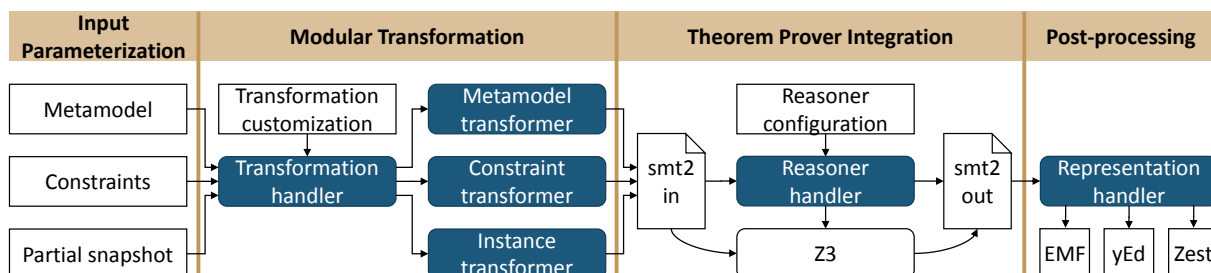 Input
Parameterization
Modular Transformation
Theorem Prover Integration
Post-processing
Metamodel
Constraints
Partial snapshot
Transformation
customization
Transformation
handler
Metamodel
transformer
Constraint
transformer
Instance
transformer
smt2
in
Reasoner
configuration
Reasoner
handler
Z3
smt2
out
Representation
handler
EMF
yEd
Zest